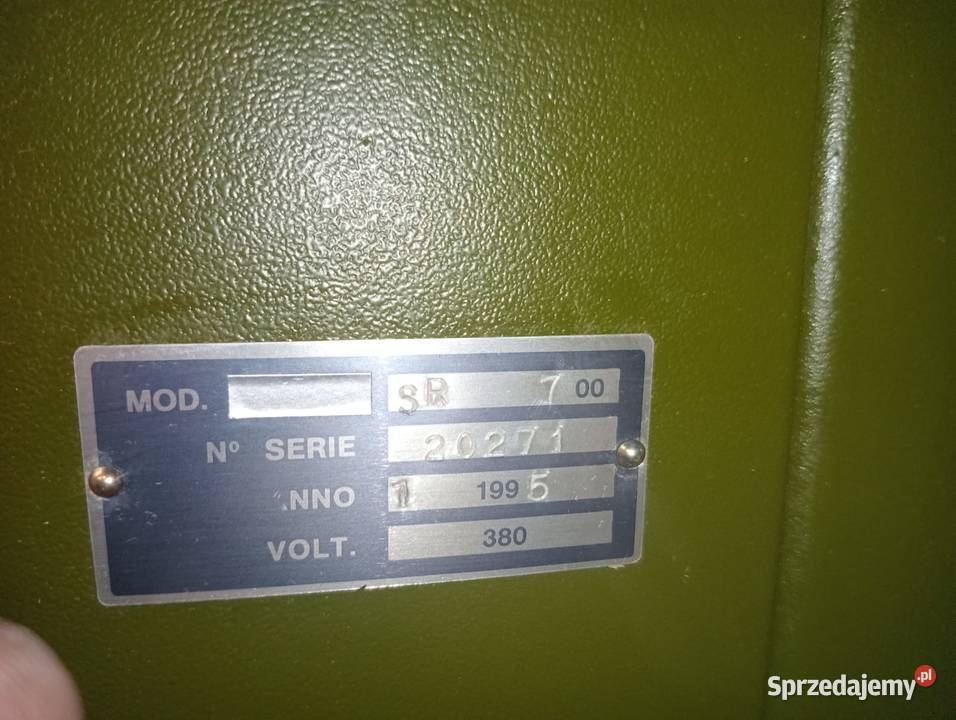 MOD. SR 700
Nº SERIE 20271
.NNO 1 1995
VOLT. 380
Sprzedajemy.pl